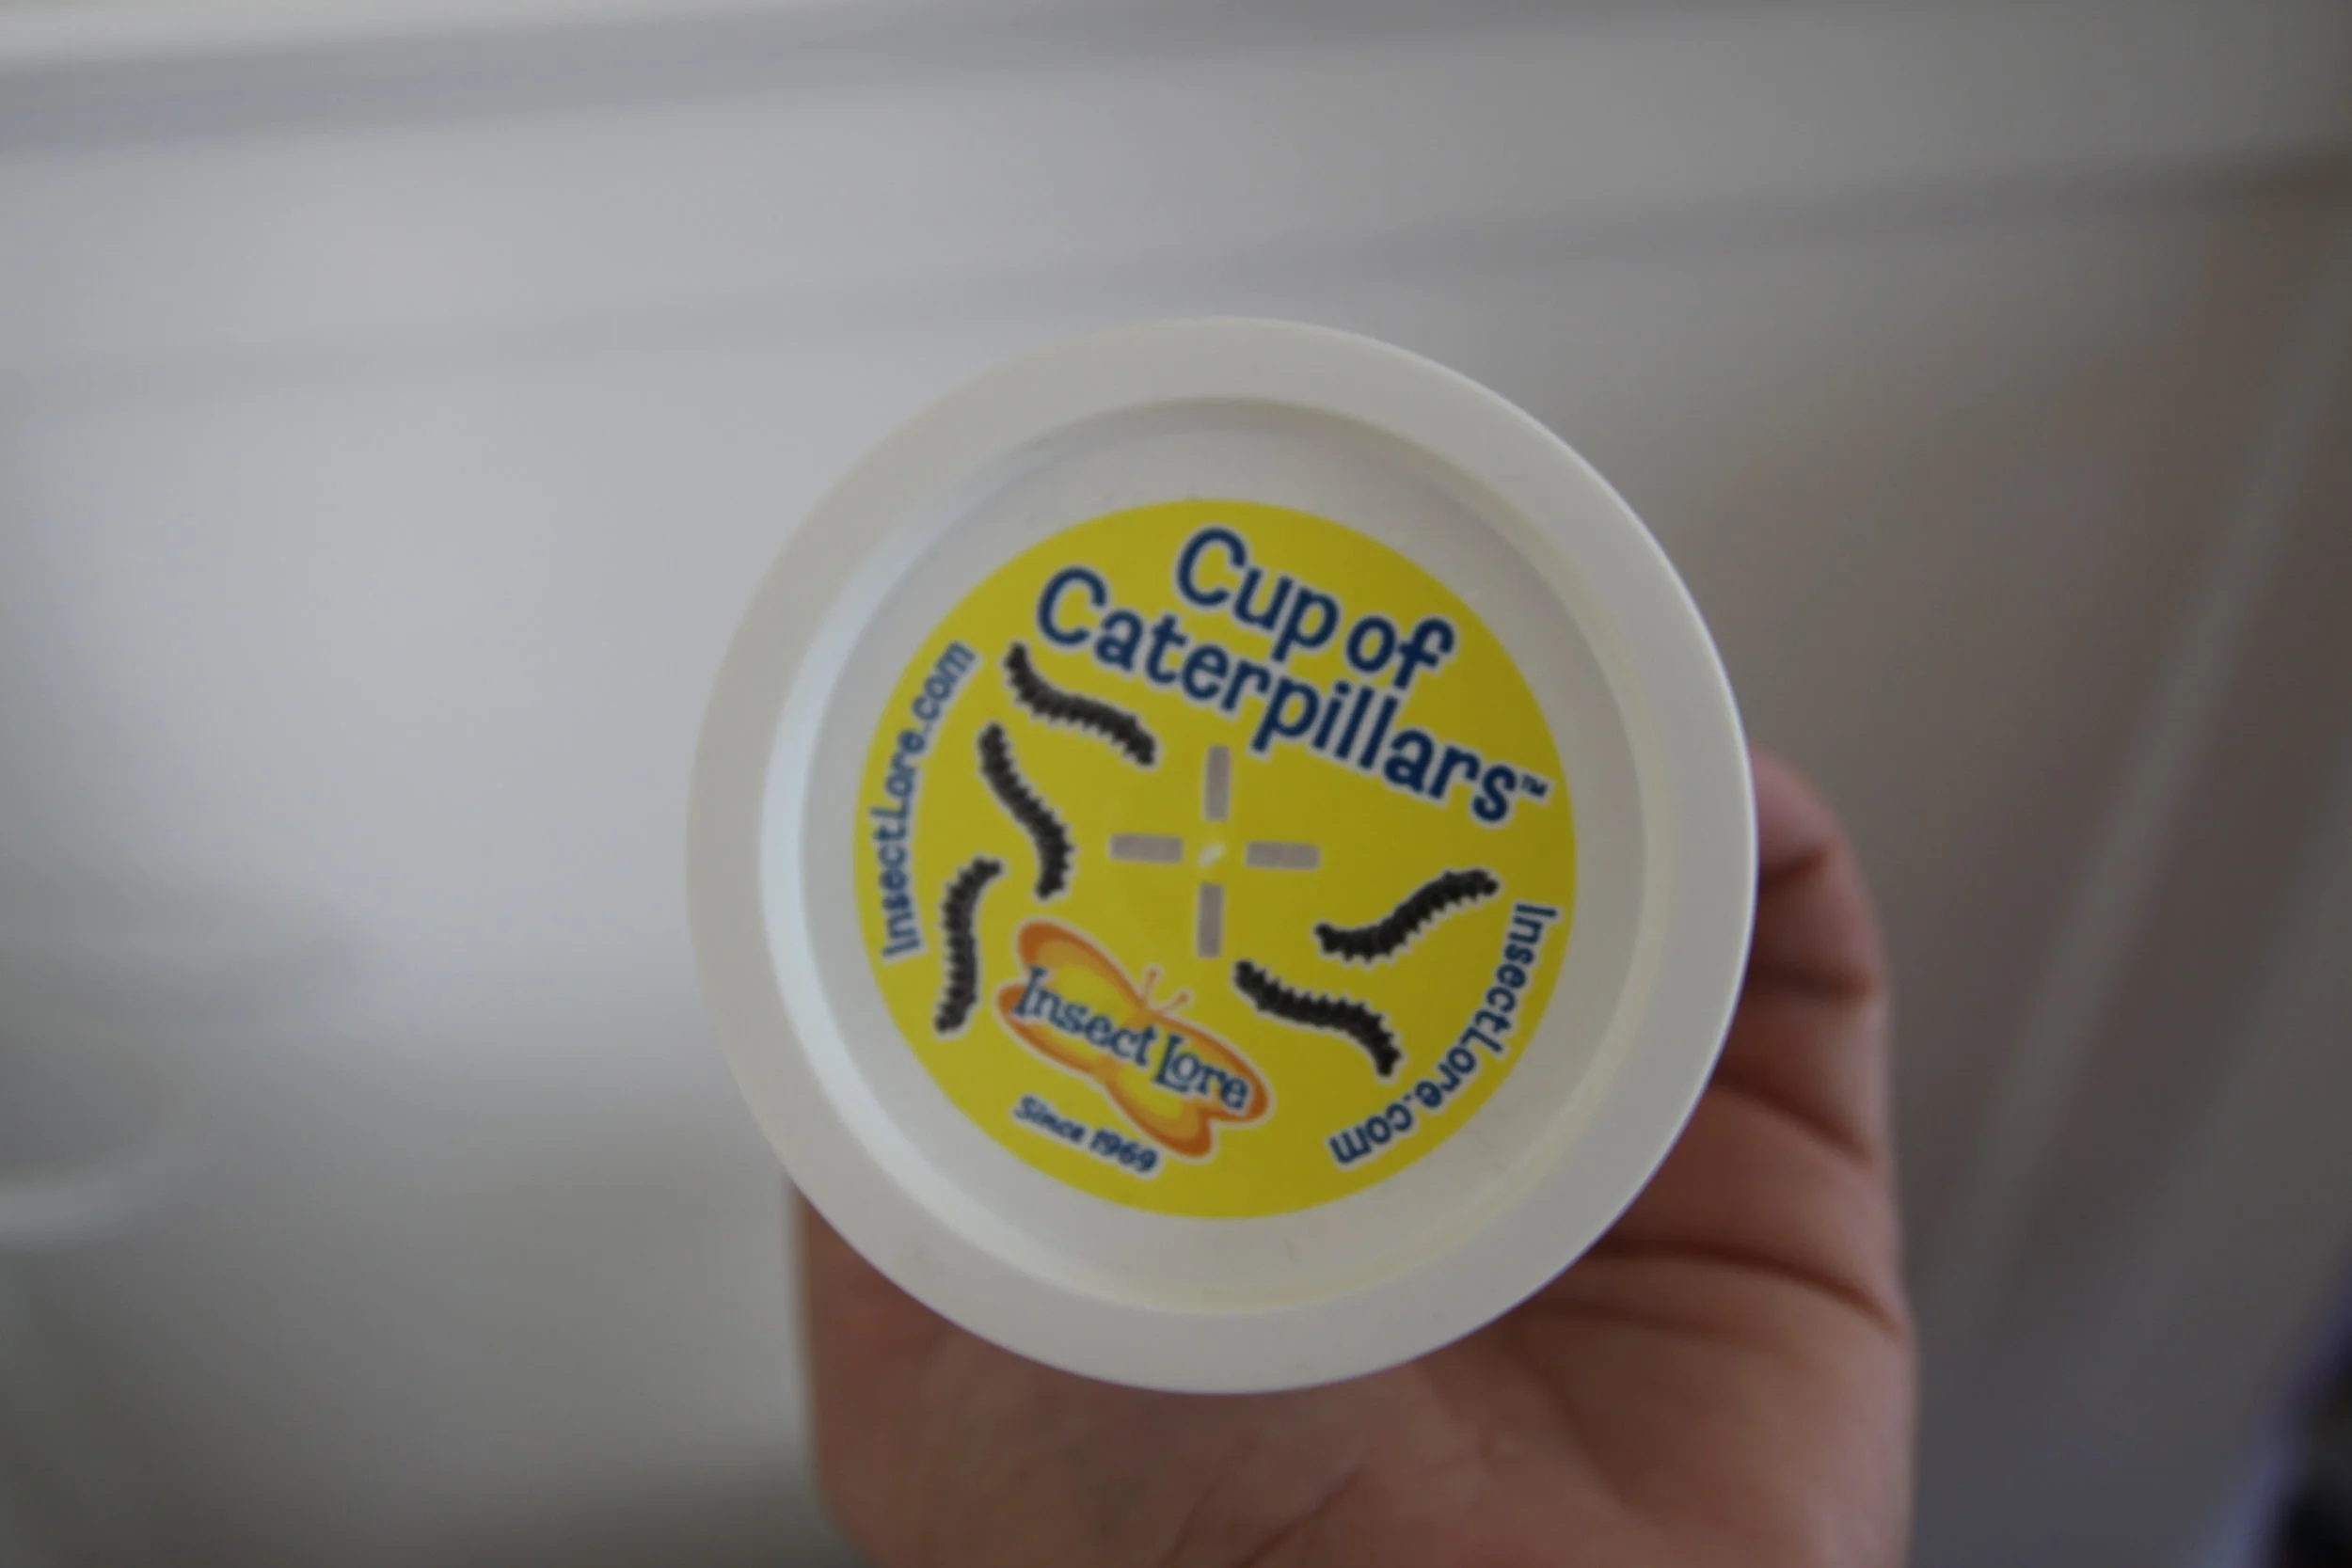 Cup of
Caterpillars™
InsectLore.com
InsectLore.com
Insect Lore
Since 1969